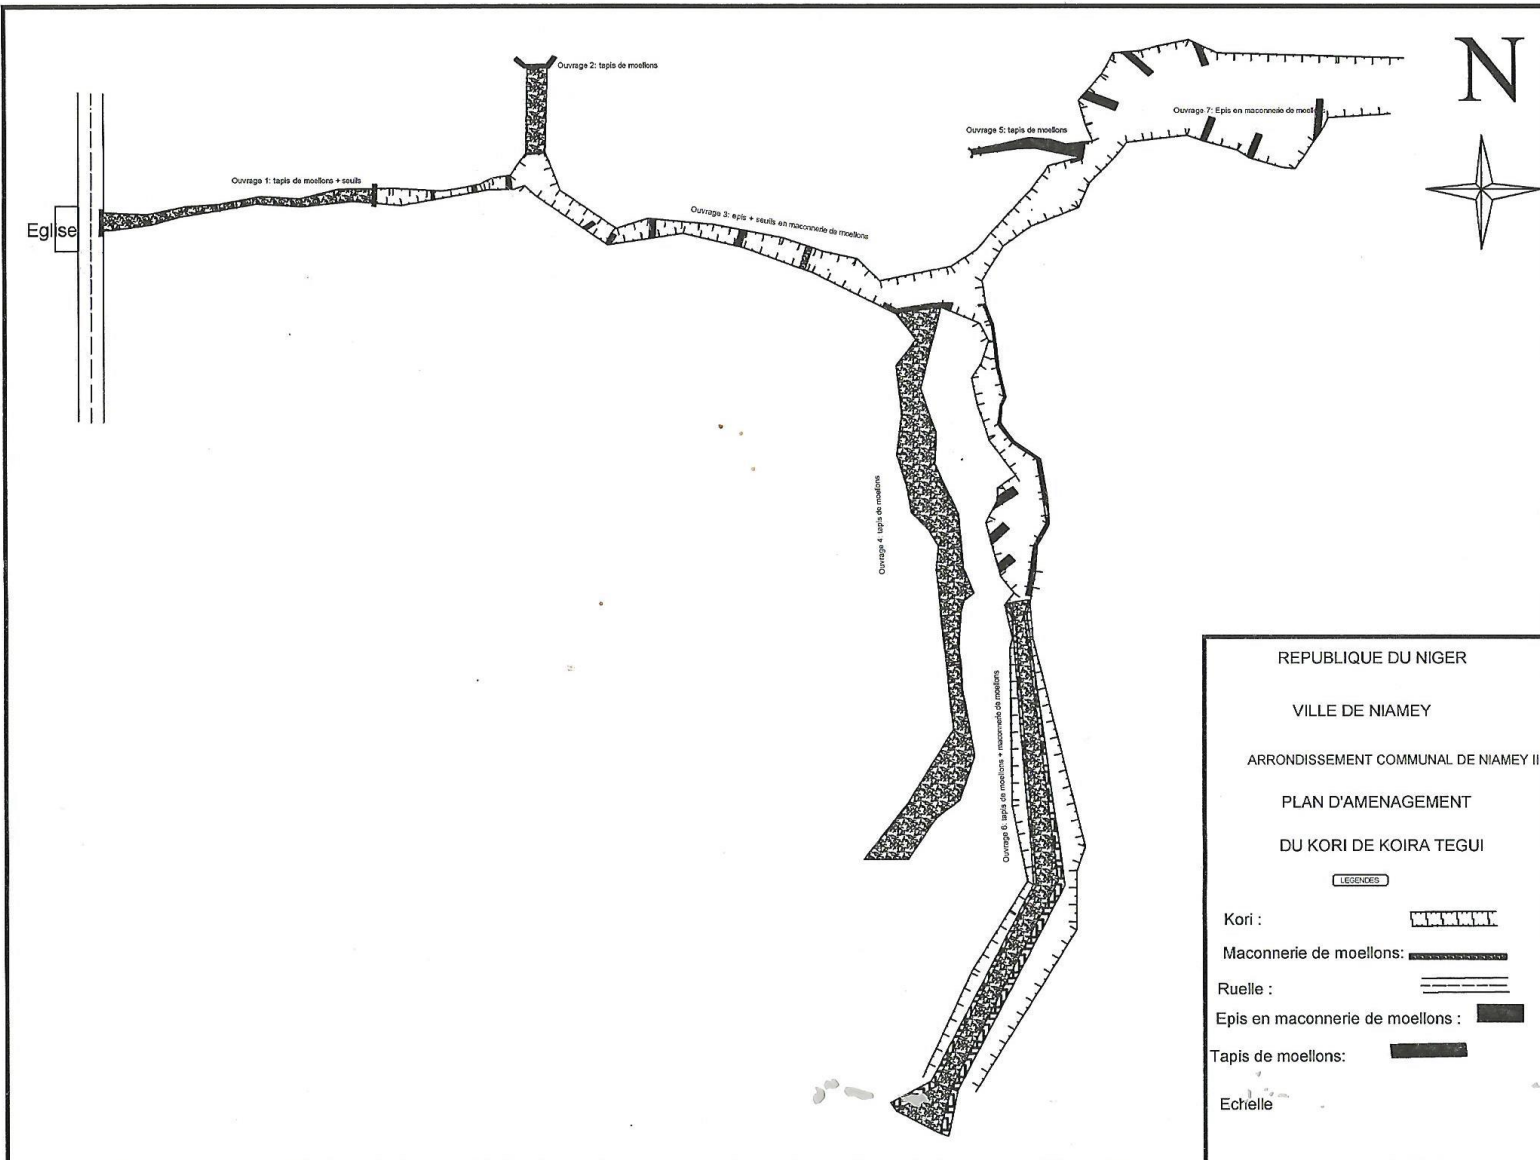 N
Ouvrage 2: tapis de moellons
Ouvrage 7: Epis en maconnerie de moellons
Ouvrage 5: tapis de moellons
Ouvrage 1: tapis de moellons + seuils
Eglise
Ouvrage 3: epis + seuils en maconnerie de moellons
Ouvrage 4: tapis de moellons
Ouvrage 6: tapis de moellons + maconnerie de moellons
REPUBLIQUE DU NIGER
VILLE DE NIAMEY
ARRONDISSEMENT COMMUNAL DE NIAMEY II
PLAN D'AMENAGEMENT
DU KORI DE KOIRA TEGUI
LEGENDES
Kori :
Maconnerie de moellons:
Ruelle :
Epis en maconnerie de moellons :
Tapis de moellons:
Echelle